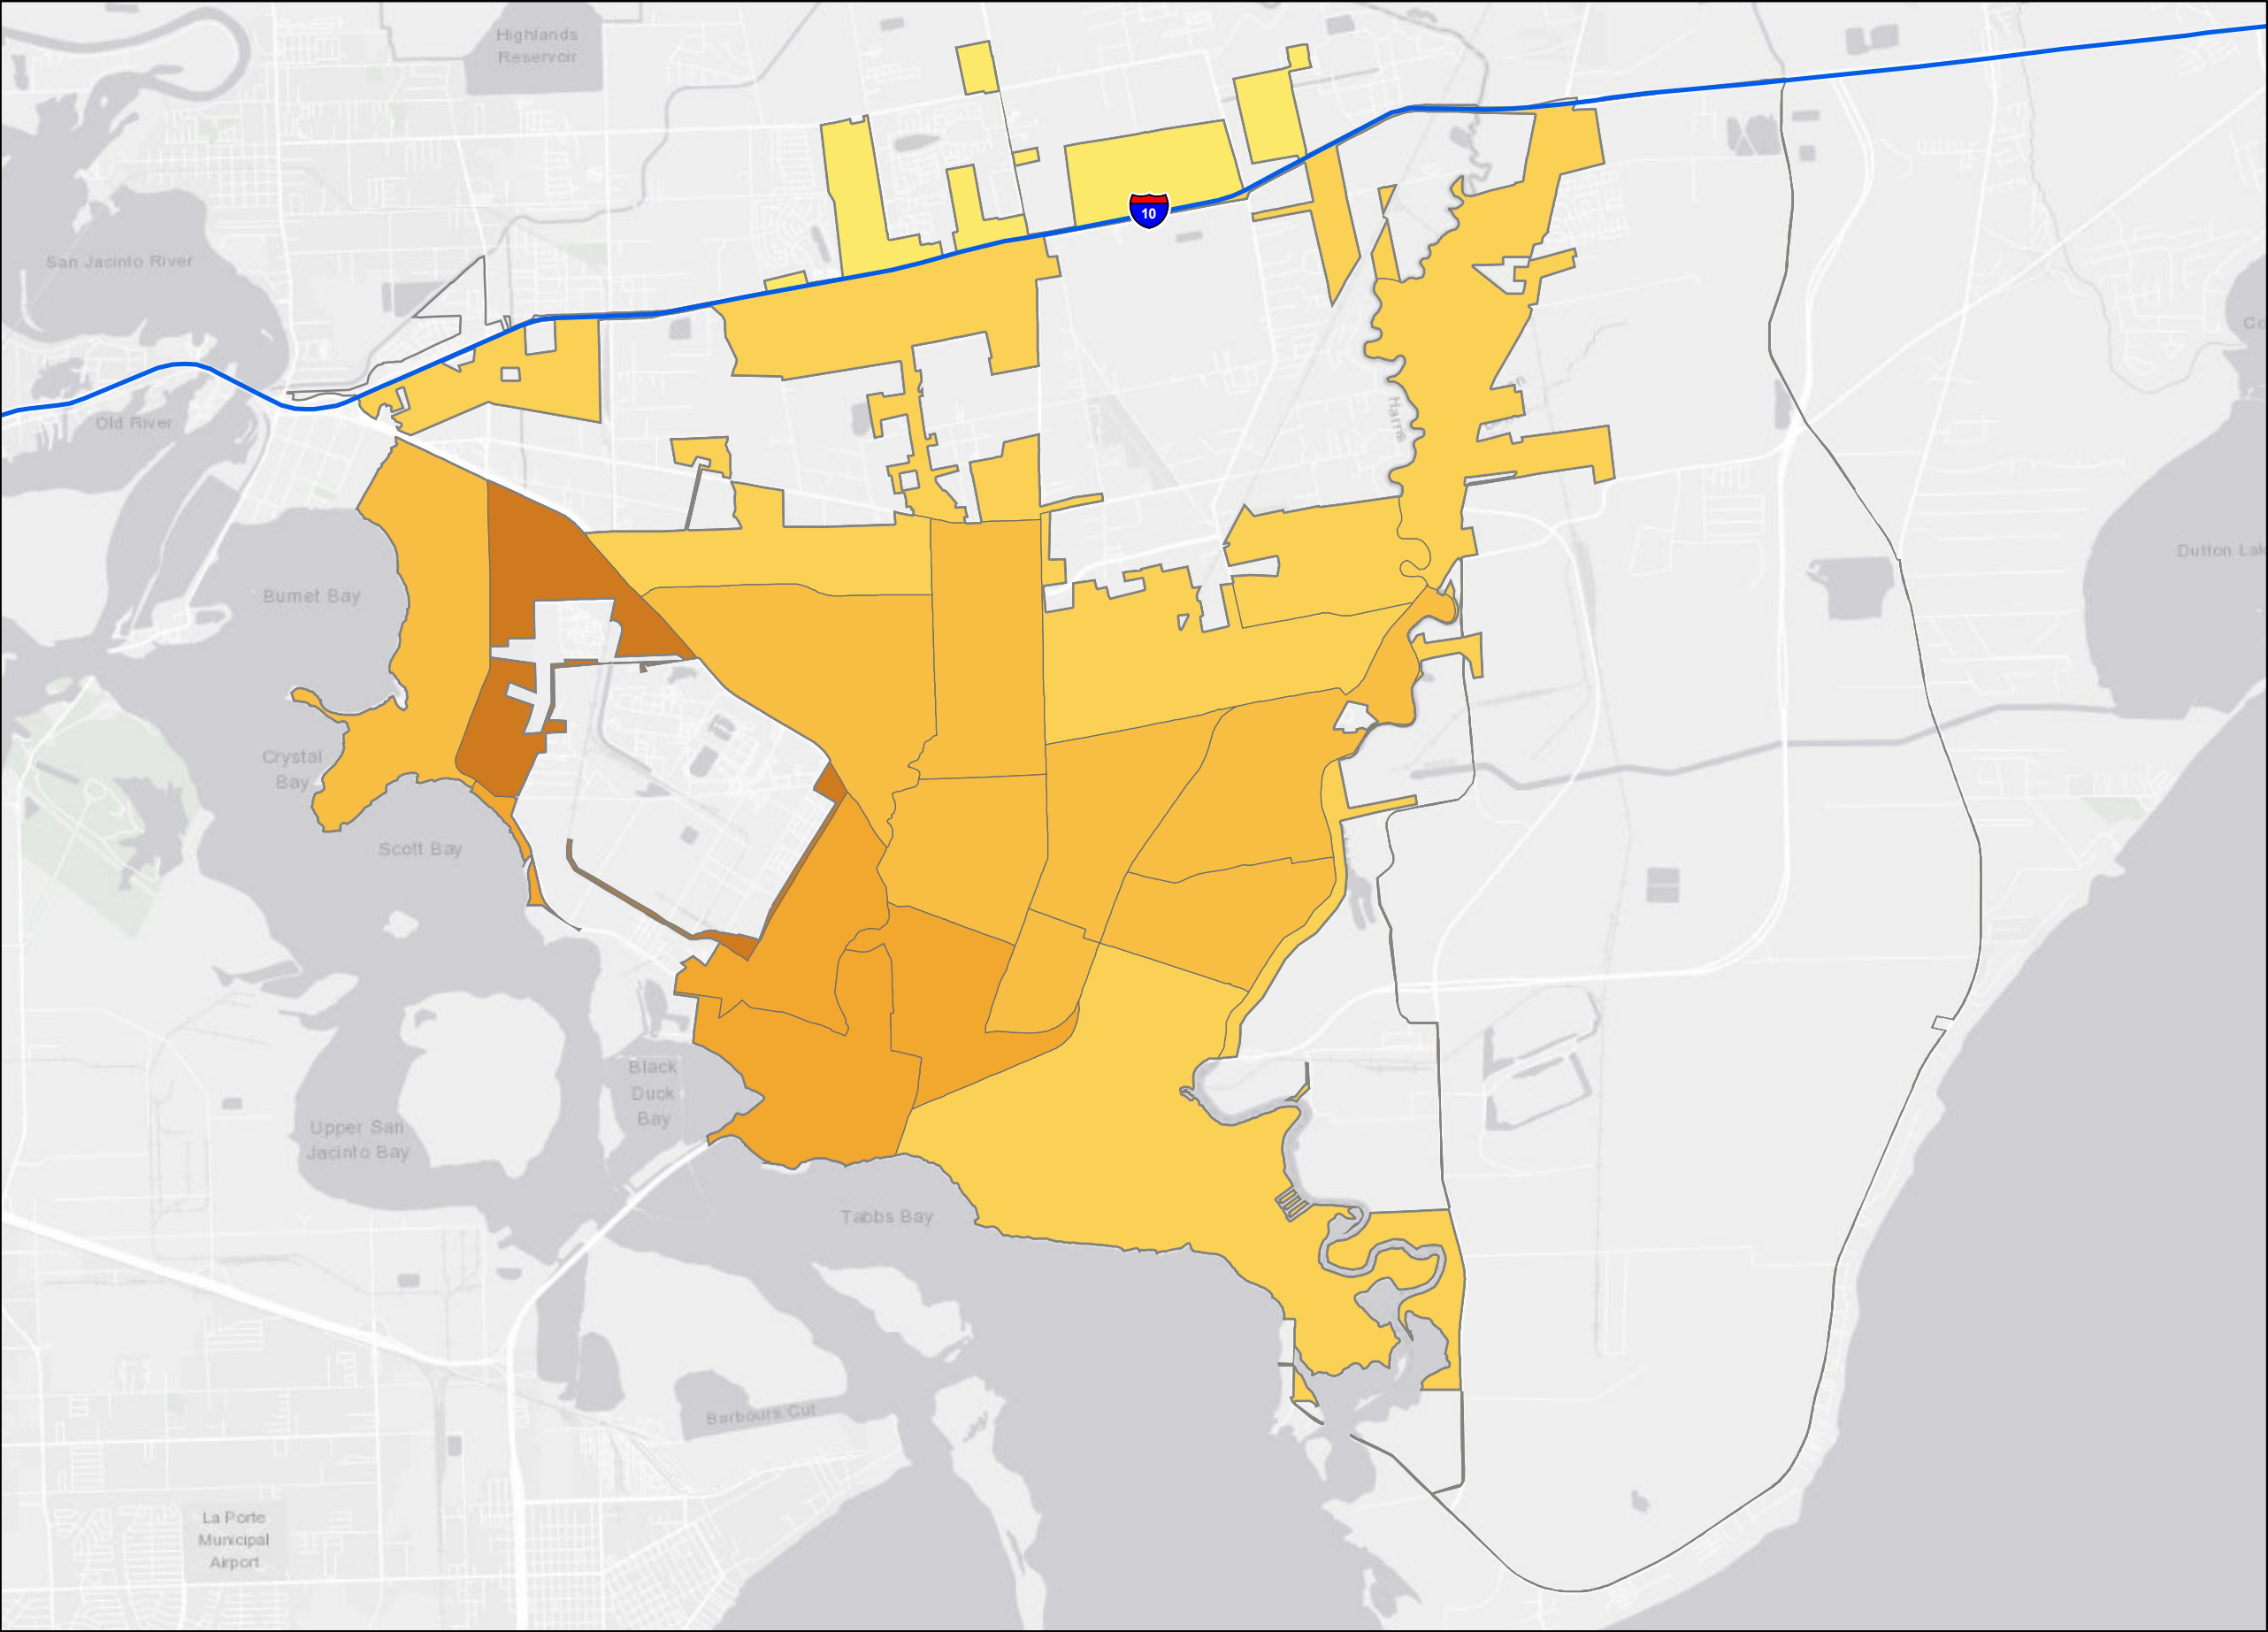 Highlands
Reservoir
10
San Jacinto River
Old River
Harris
Dutton Lak
Burnet Bay
Crystal
Bay
Scott Bay
Black
Duck
Bay
Upper San
Jacinto Bay
Tabbs Bay
Barbours Cut
La Porte
Municipal
Airport